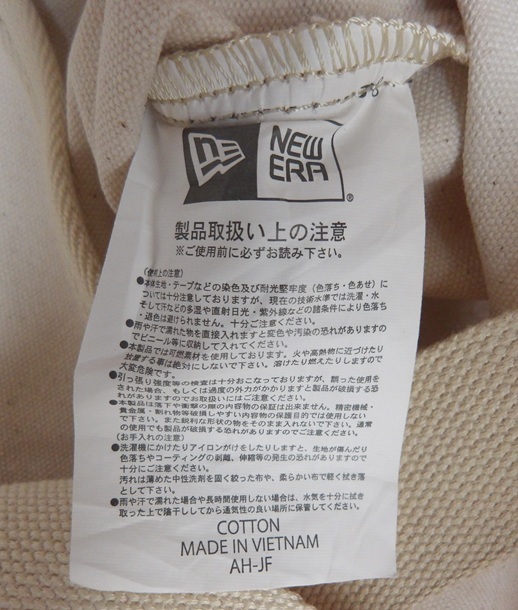 NEW
ERA
®
製品取扱い上の注意
※ご使用前に必ずお読み下さい。
(使用上の注意)
●本体生地・テープなどの染色及び耐光堅牢度(色落ち・色あせ)に
ついては十分注意しておりますが、現在の技術水準では洗濯・水
そして汗などの多湿や直射日光・紫外線などの諸条件により色落ち
・退色は避けられません。十分ご注意ください。
●雨や汗で濡れた物を直接入れますと変色や汚染の恐れがありますの
でビニール等に収納して入れてください。
●本製品では可燃素材を使用しております。火や高熱物に近づけたり
放置する事は絶対にしないで下さい。溶けたり燃えたりしますので
大変危険です。
●引っ張り強度等の検査は十分おこなっておりますが、誤った使用を
された場合、もしくは過度の外力がかかりますと製品が破損する恐
れがありますのでお取扱いにはご注意ください。
●本製品は落下や衝撃の際の内容物の保証は出来ません。精密機械・
貴金属・割れ物等破損しやすい内容物の保護目的では使用しない
で下さい。また鋭利な形状の物をそのまま入れないで下さい。通常
の使用でも製品が破損する恐れがありますのでご注意ください。
(お手入れの注意)
●洗濯機にかけたりアイロンがけをしたりしますと、生地が傷んだり
色落ちやコーティングの剥離、伸縮等の発生の恐れがありますので
十分にご注意ください。
汚れは薄めた中性洗剤を固く絞った布や、柔らかい布で軽く拭き落
として下さい。
●雨や汗で濡れた場合や長時間使用しない場合は、水気を十分に拭き
取った上で陰干ししてから通気性の良い場所に保管してください。
COTTON
MADE IN VIETNAM
AH-JF